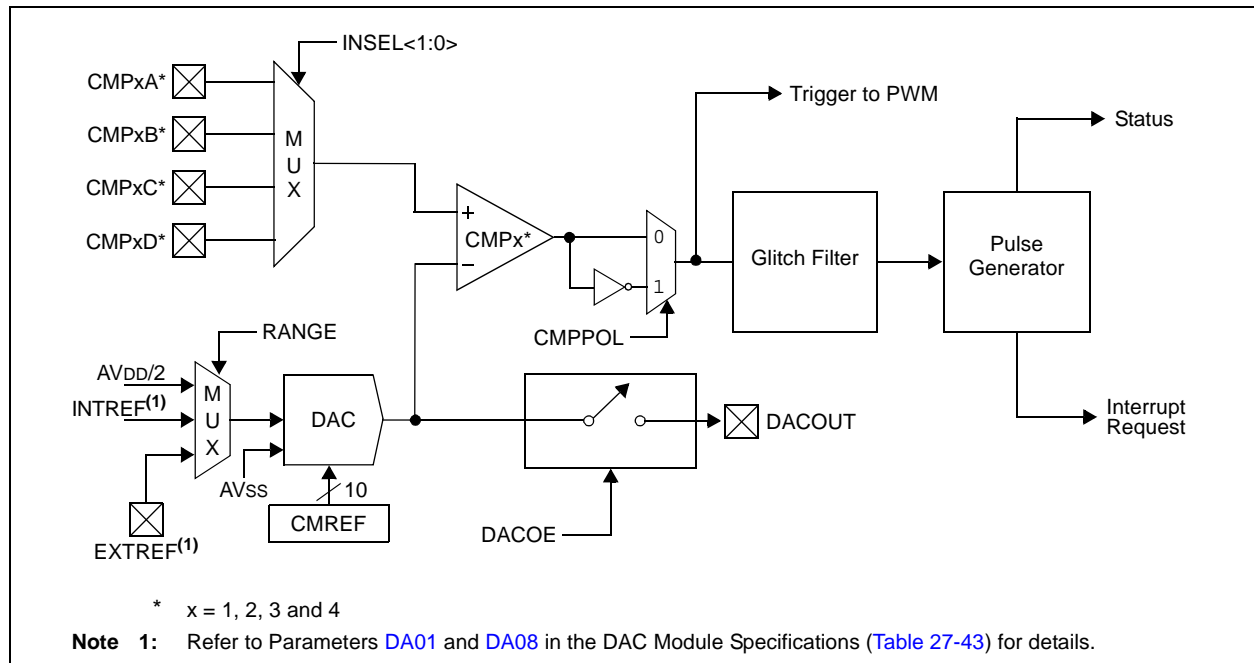 INSEL<1:0>
CMPxA*
CMPxB*
CMPxC*
CMPxD*
M
U
X
Trigger to PWM
Status
+
CMPx*
–
0
1
CMPPOL
Glitch Filter
Pulse
Generator
Interrupt
Request
RANGE
AVDD/2
INTREF(1)
M
U
X
EXTREF(1)
AVSS
DAC
10
CMREF
DACOE
DACOUT
* x = 1, 2, 3 and 4
Note 1: Refer to Parameters DA01 and DA08 in the DAC Module Specifications (Table 27-43) for details.